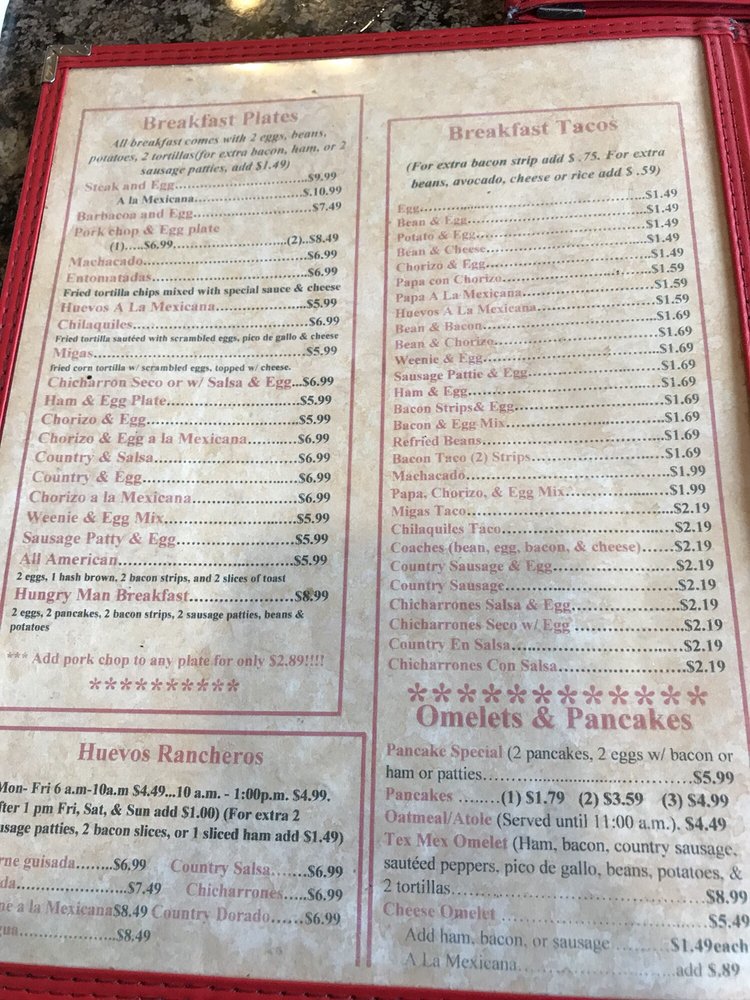 Breakfast Plates
All breakfast comes with 2 eggs, beans,
potatoes, 2 tortillas(for extra bacon, ham, or 2
sausage patties, add $1.49)
Steak and Egg...............................$9.99
A la Mexicana.........................$.10.99
Barbacoa and Egg..........................$7.49
Pork chop & Egg plate
(1).....$6.99.............................(2)..$8.49
Machacado.....................................$6.99
Entomatadas...................................$6.99
Fried tortilla chips mixed with special sauce & cheese
Huevos A La Mexicana..................$5.99
Chilaquiles.....................................$6.99
Fried tortilla sautéed with scrambled eggs, pico de gallo & cheese
Migas.............................................$5.99
fried corn tortilla w/ scrambled eggs, topped w/ cheese.
Chicharron Seco or w/ Salsa & Egg...$6.99
Ham & Egg Plate...........................$5.99
Chorizo & Egg...............................$5.99
Chorizo & Egg a la Mexicana..........$6.99
Country & Salsa.............................$6.99
Country & Egg...............................$6.99
Chorizo a la Mexicana....................$6.99
Weenie & Egg Mix..........................$5.99
Sausage Patty & Egg.......................$5.99
All American..................................$5.99
2 eggs, 1 hash brown, 2 bacon strips, and 2 slices of toast
Hungry Man Breakfast....................$8.99
2 eggs, 2 pancakes, 2 bacon strips, 2 sausage patties, beans &
potatoes
*** Add pork chop to any plate for only $2.89!!!!
**********
Huevos Rancheros
Mon- Fri 6 a.m-10a.m $4.49...10 a.m. - 1:00p.m. $4.99.
fter 1 pm Fri, Sat, & Sun add $1.00) (For extra 2
usage patties, 2 bacon slices, or 1 sliced ham add $1.49)
rne guisada.......$6.99 Country Salsa.......$6.99
da....................$7.49 Chicharrones.....$6.99
ne a la Mexicana$8.49 Country Dorado......$6.99
gua...................$8.49
Breakfast Tacos
(For extra bacon strip add $ .75. For extra
beans, avocado, cheese or rice add $ .59)
Egg..................................................$1.49
Bean & Egg......................................$1.49
Potato & Egg....................................$1.49
Bean & Cheese..................................$1.49
Chorizo & Egg..................................$1.49
Papa con Chorizo..............................$1.59
Papa A La Mexicana..........................$1.59
Huevos A La Mexicana......................$1.59
Bean & Bacon...................................$1.69
Bean & Chorizo.................................$1.69
Weenie & Egg...................................$1.69
Sausage Pattie & Egg.........................$1.69
Ham & Egg.......................................$1.69
Bacon Strips& Egg............................$1.69
Bacon & Egg Mix..............................$1.69
Refried Beans...................................$1.69
Bacon Taco (2) Strips........................$1.69
Machacado.......................................$1.99
Papa, Chorizo, & Egg Mix..................$1.99
Migas Taco.......................................$2.19
Chilaquiles Taco................................$2.19
Coaches (bean, egg, bacon, & cheese)......$2.19
Country Sausage & Egg.....................$2.19
Country Sausage................................$2.19
Chicharrones Salsa & Egg..................$2.19
Chicharrones Seco w/ Egg .................$2.19
Country En Salsa...............................$2.19
Chicharrones Con Salsa.....................$2.19
************
Omelets & Pancakes
Pancake Special (2 pancakes, 2 eggs w/ bacon or
ham or patties.....................................$5.99
Pancakes .......(1) $1.79 (2) $3.59 (3) $4.99
Oatmeal/Atole (Served until 11:00 a.m.). $4.49
Tex Mex Omelet (Ham, bacon, country sausage,
sautéed peppers, pico de gallo, beans, potatoes, &
2 tortillas............................................$8.99
Cheese Omelet ...................................$5.49
Add ham, bacon, or sausage ..........$1.49each
A La Mexicana...........................add $.89